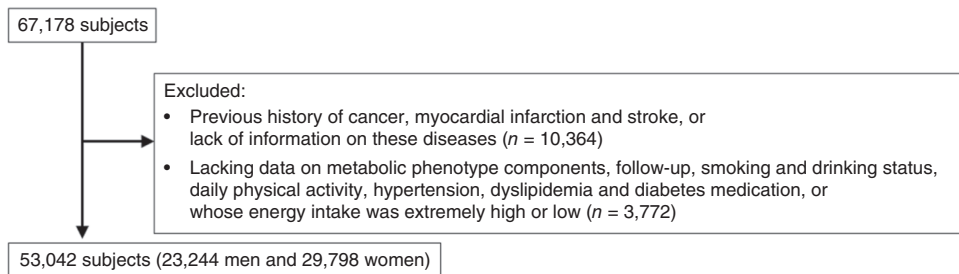 67,178 subjects
Excluded:
• Previous history of cancer, myocardial infarction and stroke, or
lack of information on these diseases (n = 10,364)
• Lacking data on metabolic phenotype components, follow-up, smoking and drinking status,
daily physical activity, hypertension, dyslipidemia and diabetes medication, or
whose energy intake was extremely high or low (n = 3,772)
53,042 subjects (23,244 men and 29,798 women)